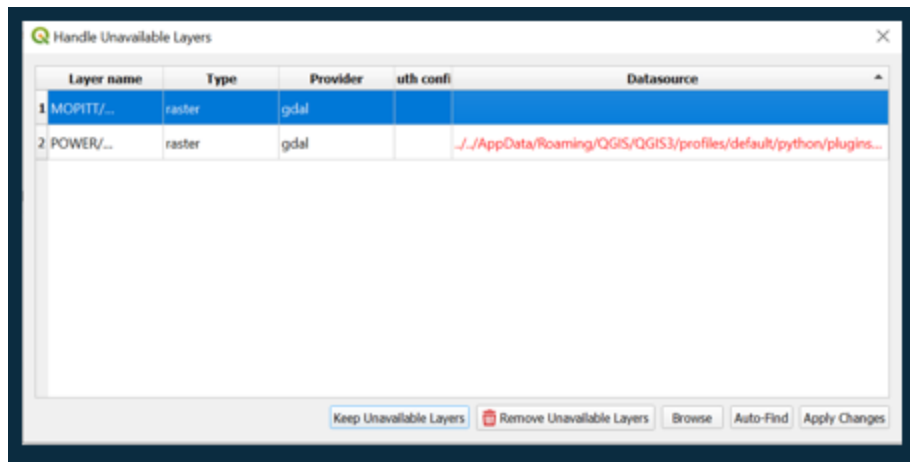 Handle Unavailable Layers
Layer name Type Provider uth confi Datasource
1 MOPITT/... raster gdal
2 POWER/... raster gdal ../../AppData/Roaming/QGIS/QGIS3/profiles/default/python/plugins...
Keep Unavailable Layers Remove Unavailable Layers Browse Auto-Find Apply Changes